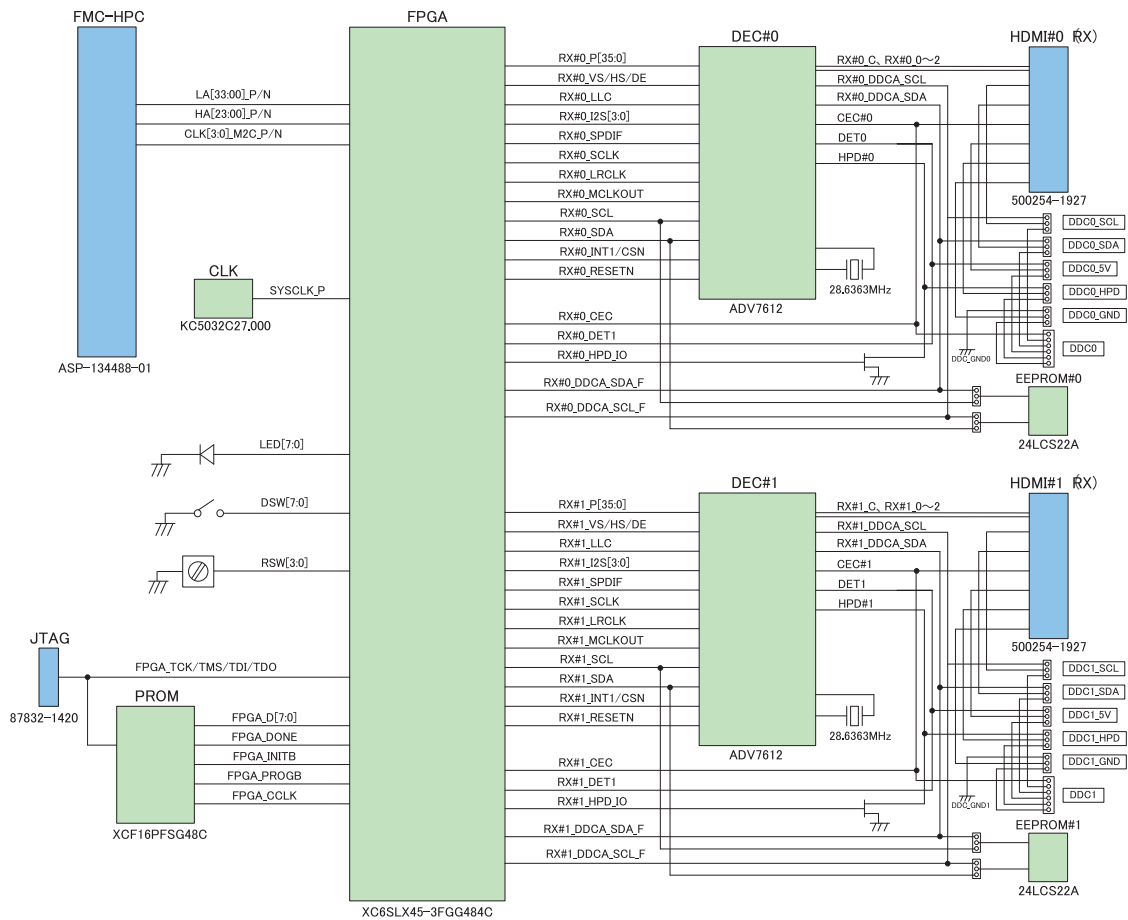 FMC-HPC
FPGA
DEC#0
HDMI#0 (RX)
LA[33:00]_P/N
HA[23:00]_P/N
CLK[3:0]_M2C_P/N
ASP-134488-01
CLK
SYSCLK_P
KC5032C27.000
LED[7:0]
DSW[7:0]
RSW[3:0]
JTAG
FPGA_TCK/TMS/TDI/TDO
87832-1420
PROM
FPGA_D[7:0]
FPGA_DONE
FPGA_INITB
FPGA_PROGB
FPGA_CCLK
XCF16PFSG48C
XC6SLX45-3FGG484C
RX#0_P[35:0]
RX#0_VS/HS/DE
RX#0_LLC
RX#0_I2S[3:0]
RX#0_SPDIF
RX#0_SCLK
RX#0_LRCLK
RX#0_MCLKOUT
RX#0_SCL
RX#0_SDA
RX#0_INT1/CSN
RX#0_RESETN
RX#0_CEC
RX#0_DET1
RX#0_HPD_IO
RX#0_DDCA_SDA_F
RX#0_DDCA_SCL_F
RX#0_C、RX#0_0～2
RX#0_DDCA_SCL
RX#0_DDCA_SDA
CEC#0
DET0
HPD#0
28.6363MHz
ADV7612
500254-1927
DDC0_SCL
DDC0_SDA
DDC0_5V
DDC0_HPD
DDC0_GND
DDC0
DDC_GND0
EEPROM#0
24LCS22A
DEC#1
HDMI#1 (RX)
RX#1_P[35:0]
RX#1_VS/HS/DE
RX#1_LLC
RX#1_I2S[3:0]
RX#1_SPDIF
RX#1_SCLK
RX#1_LRCLK
RX#1_MCLKOUT
RX#1_SCL
RX#1_SDA
RX#1_INT1/CSN
RX#1_RESETN
RX#1_CEC
RX#1_DET1
RX#1_HPD_IO
RX#1_DDCA_SDA_F
RX#1_DDCA_SCL_F
RX#1_C、RX#1_0～2
RX#1_DDCA_SCL
RX#1_DDCA_SDA
CEC#1
DET1
HPD#1
28.6363MHz
ADV7612
500254-1927
DDC1_SCL
DDC1_SDA
DDC1_5V
DDC1_HPD
DDC1_GND
DDC1
DDC_GND1
EEPROM#1
24LCS22A